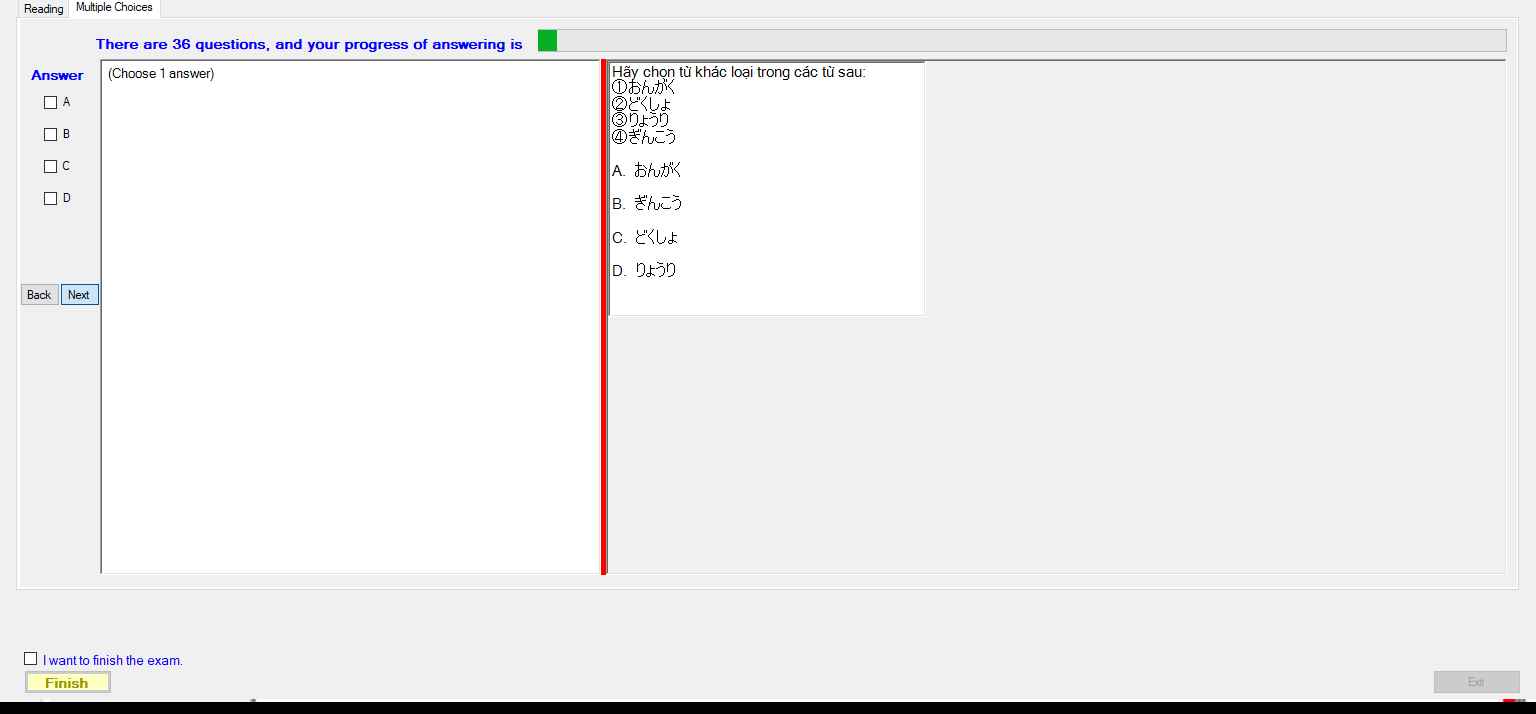 Reading
Multiple Choices
There are 36 questions, and your progress of answering is
Answer
A
B
C
D
Back
Next
(Choose 1 answer)
Hãy chọn từ khác loại trong các từ sau:
①おんがく
②どくしょ
③りょうり
④ぎんこう
A. おんがく
B. ぎんこう
C. どくしょ
D. りょうり
I want to finish the exam.
Finish
Exit